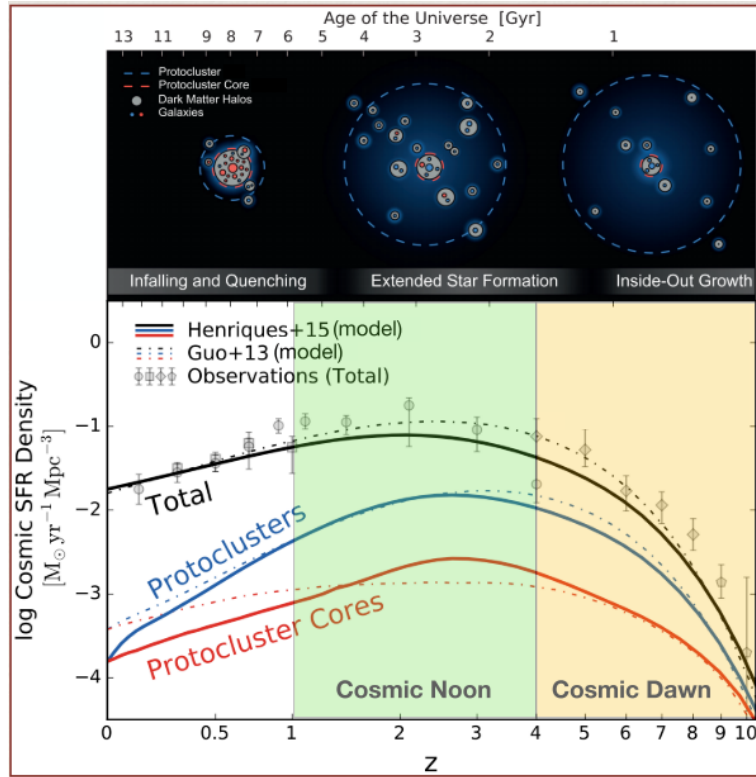 Age of the Universe [Gyr]
13 11 9 8 7 6 5 4 3 2 1
Protocluster
Protocluster Core
Dark Matter Halos
Galaxies
Infalling and Quenching
Extended Star Formation
Inside-Out Growth
Henriques+15 (model)
Guo+13 (model)
Observations (Total)
log Cosmic SFR Density
[M⊙ yr⁻¹ Mpc⁻³]
0
−1
−2
−3
−4
Total
Protoclusters
Protocluster Cores
Cosmic Noon
Cosmic Dawn
0 0.5 1 2 3 4 5 6 7 8 9 10
z